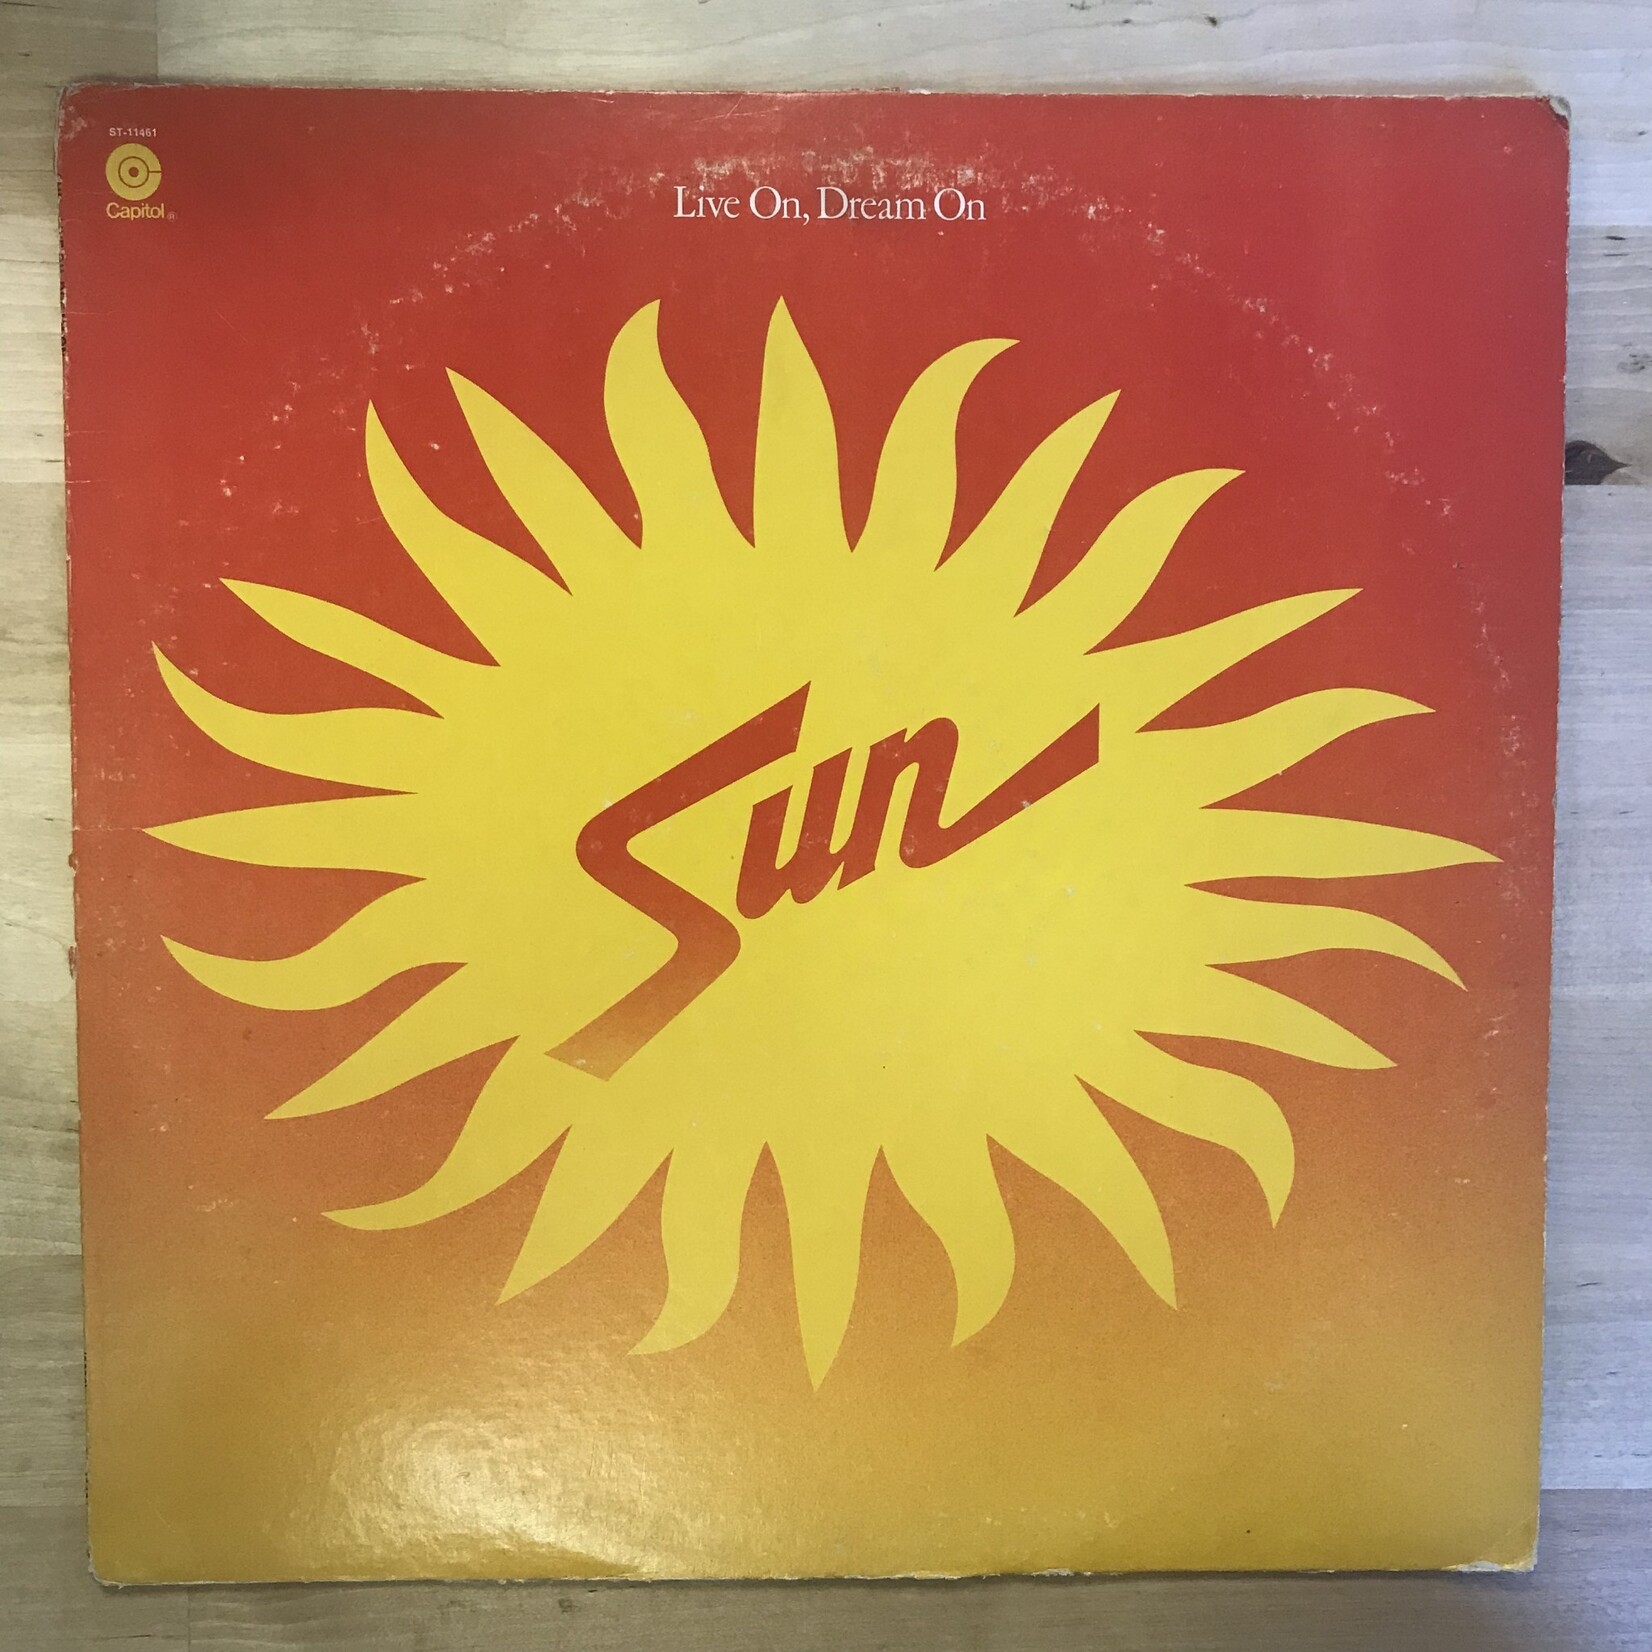 ST-11461
Capitol®
Live On, Dream On
Sun